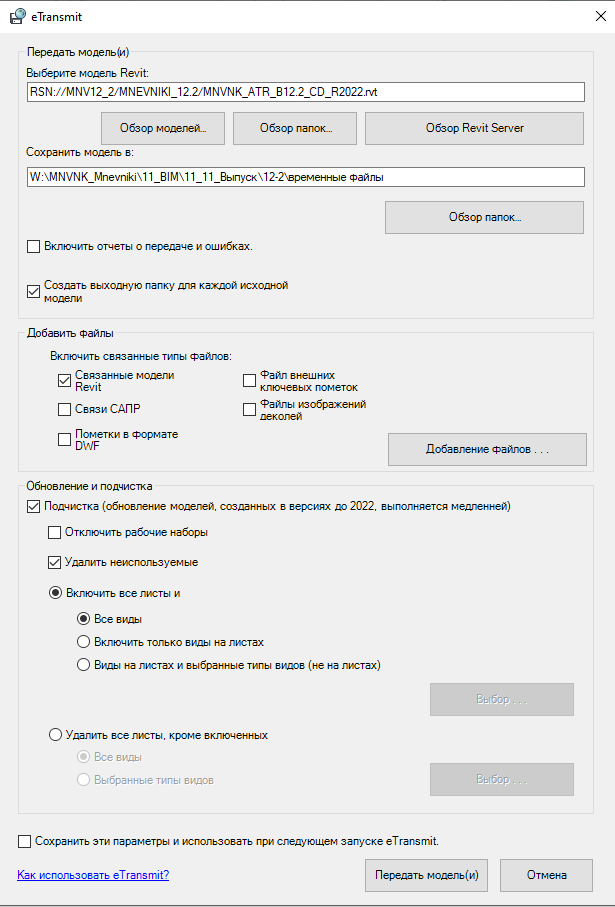 eTransmit
Передать модель(и)
Выберите модель Revit:
RSN://MNV12_2/MNEVNIKI_12.2/MNVNK_ATR_B12.2_CD_R2022.rvt
Обзор моделей...
Обзор папок...
Обзор Revit Server
Сохранить модель в:
W:\MNVNK_Mnevniki\11_BIM\11_11_Выпуск\12-2\временные файлы
Обзор папок...
Включить отчеты о передаче и ошибках.
Создать выходную папку для каждой исходной
модели
Добавить файлы
Включить связанные типы файлов:
Связанные модели
Revit
Файл внешних
ключевых пометок
Связи САПР
Файлы изображений
деколей
Пометки в формате
DWF
Добавление файлов . . .
Обновление и подчистка
Подчистка (обновление моделей, созданных в версиях до 2022, выполняется медленней)
Отключить рабочие наборы
Удалить неиспользуемые
Включить все листы и
Все виды
Включить только виды на листах
Виды на листах и выбранные типы видов (не на листах)
Выбор . . .
Удалить все листы, кроме включенных
Все виды
Выбранные типы видов
Выбор . . .
Сохранить эти параметры и использовать при следующем запуске eTransmit.
Как использовать eTransmit?
Передать модель(и)
Отмена